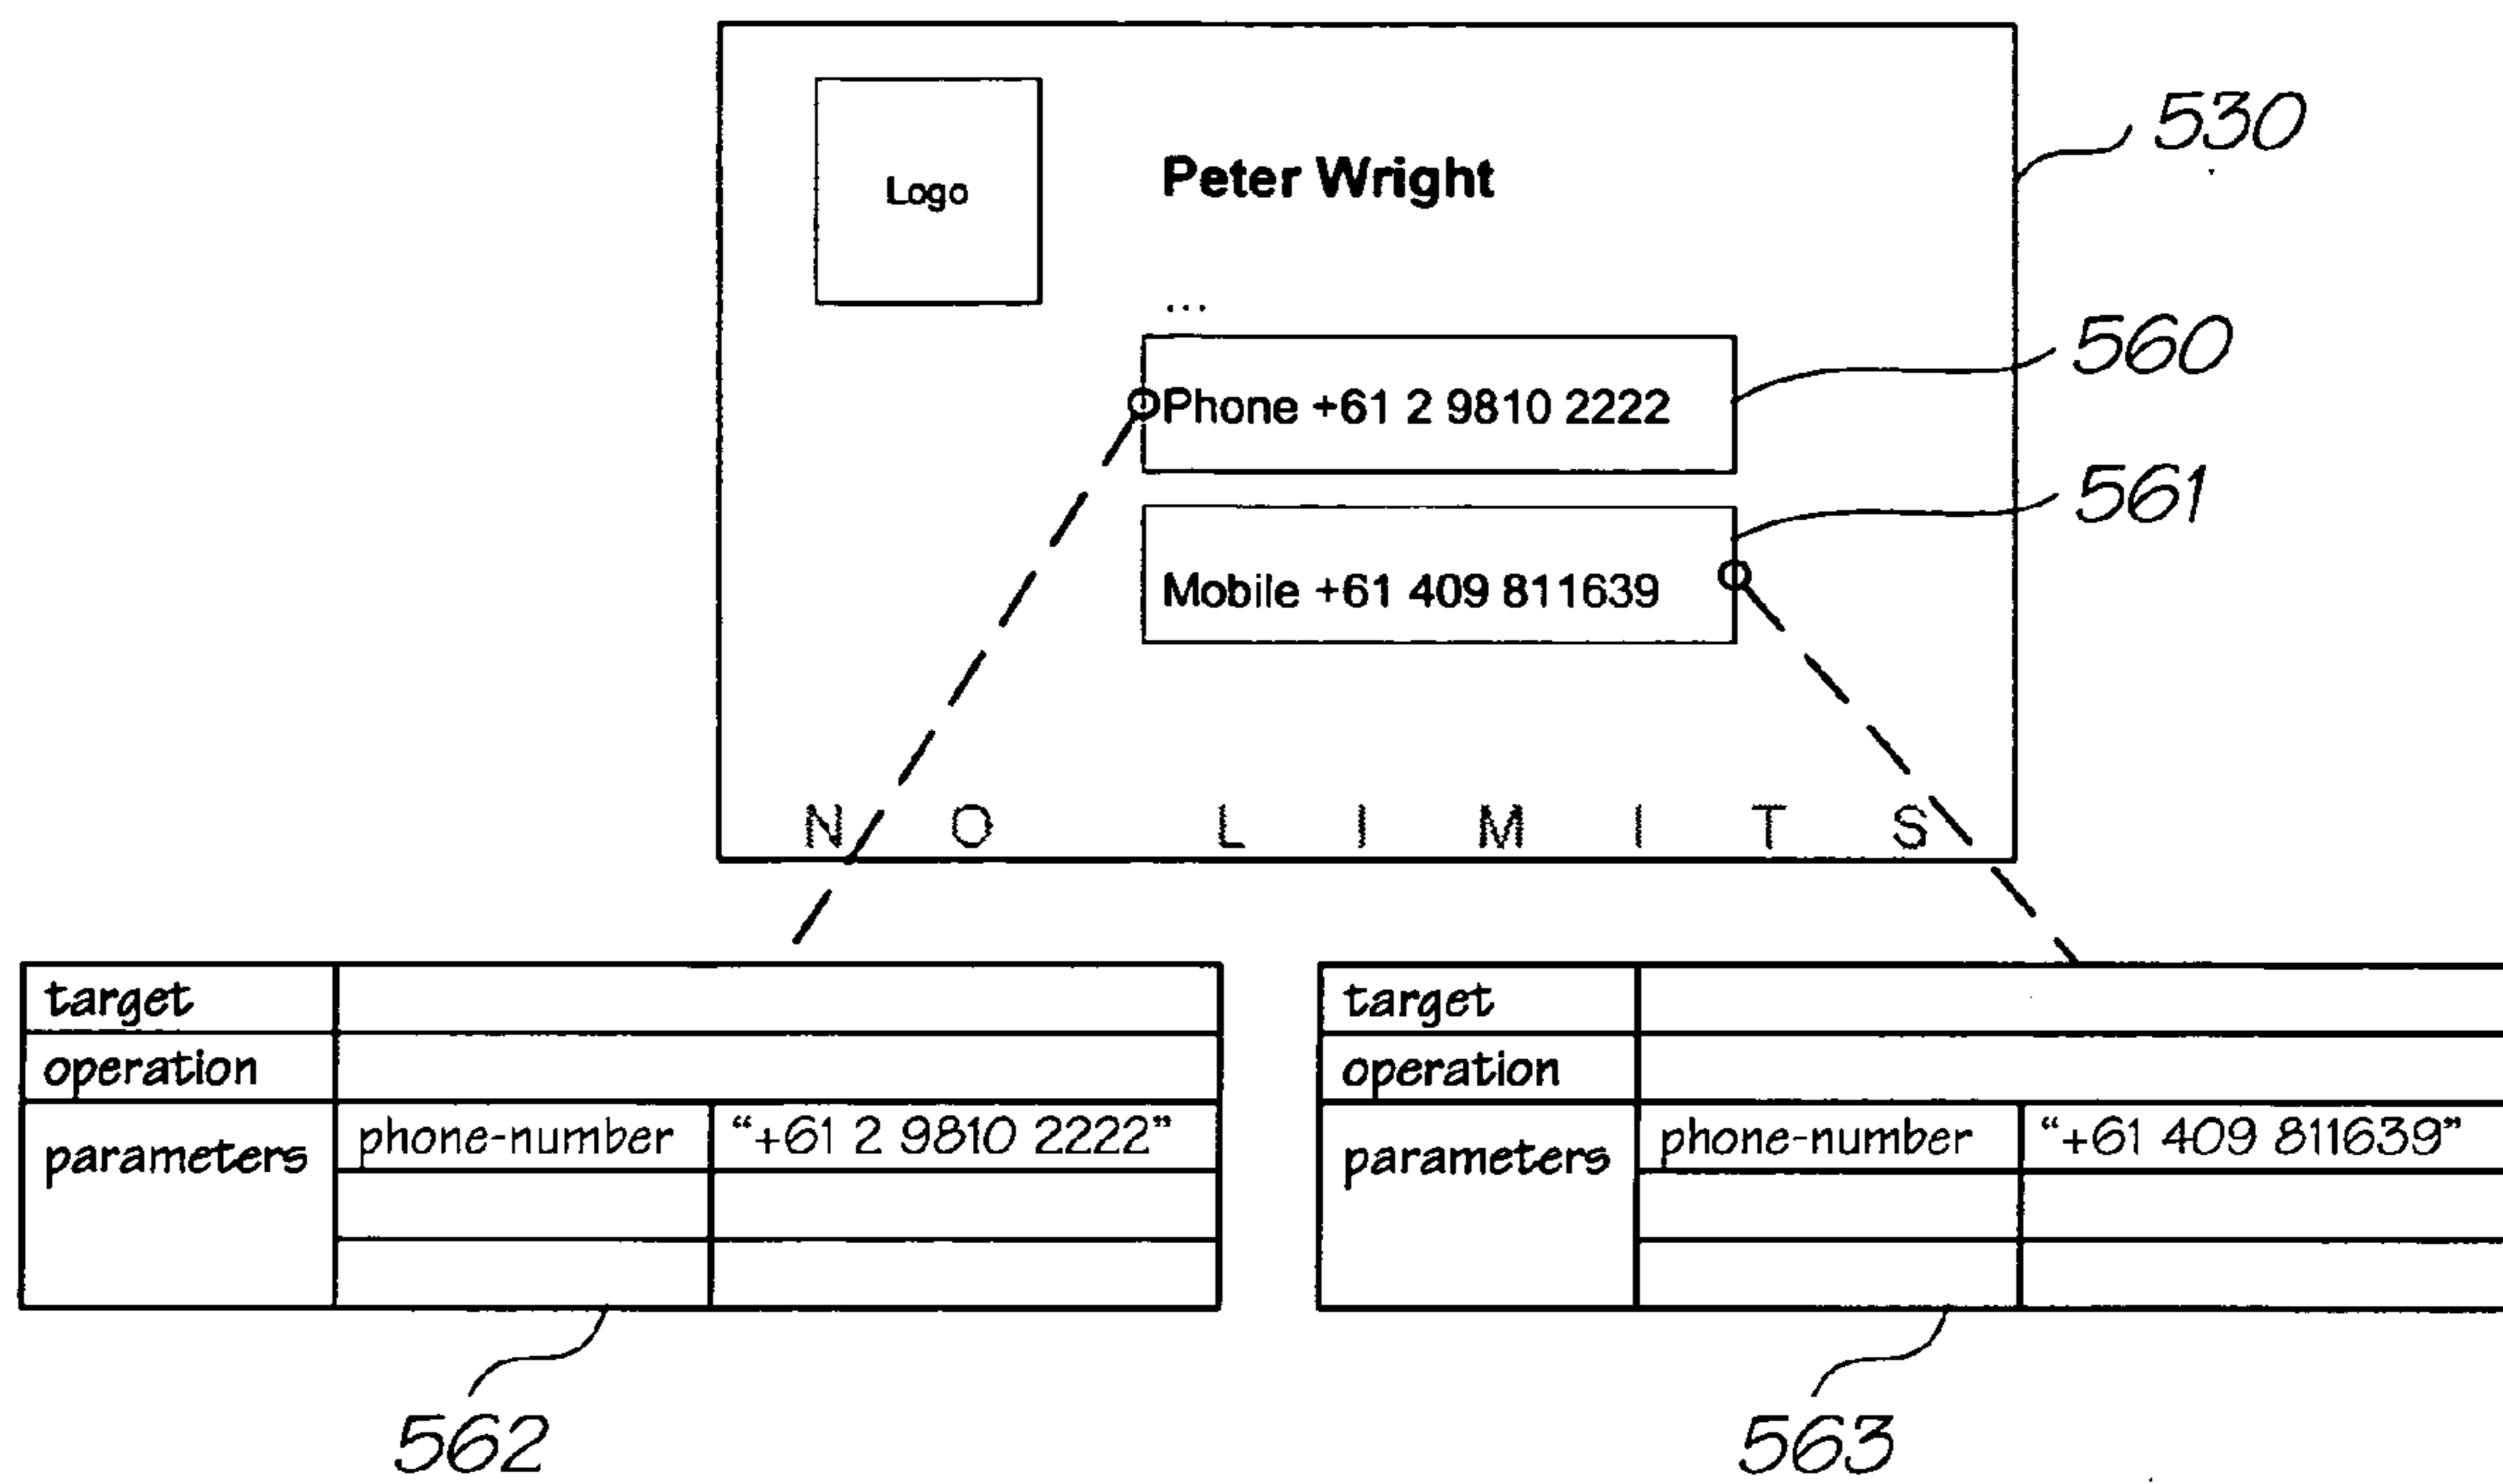 Logo
Peter Wright
530
...
560
Phone +61 2 9810 2222
561
Mobile +61 409 811639
N O L I M I T S
target
operation
parameters phone-number "+61 2 9810 2222"
562
target
operation
parameters phone-number "+61 409 811639"
563